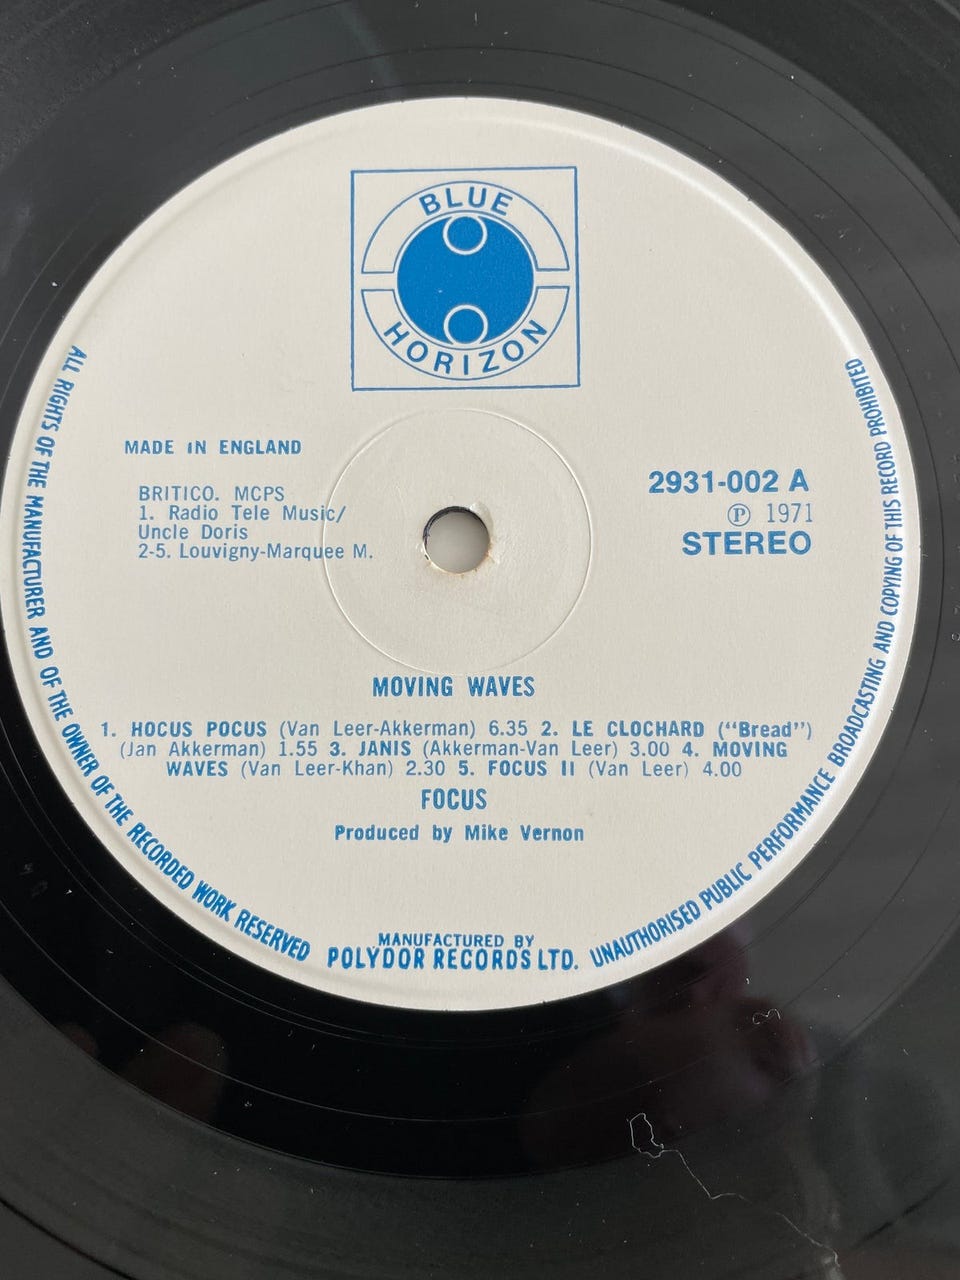 BLUE
HORIZON
MADE IN ENGLAND
BRITICO. MCPS
1. Radio Tele Music/
Uncle Doris
2-5. Louvigny-Marquee M.
2931-002 A
℗ 1971
STEREO
MOVING WAVES
1. HOCUS POCUS (Van Leer-Akkerman) 6.35 2. LE CLOCHARD (“Bread”)
(Jan Akkerman) 1.55 3. JANIS (Akkerman-Van Leer) 3.00 4. MOVING
WAVES (Van Leer-Khan) 2.30 5. FOCUS II (Van Leer) 4.00
FOCUS
Produced by Mike Vernon
ALL RIGHTS OF THE MANUFACTURER AND OF THE OWNER OF THE RECORDED WORK RESERVED
MANUFACTURED BY
POLYDOR RECORDS LTD.
UNAUTHORISED PUBLIC PERFORMANCE BROADCASTING AND COPYING OF THIS RECORD PROHIBITED